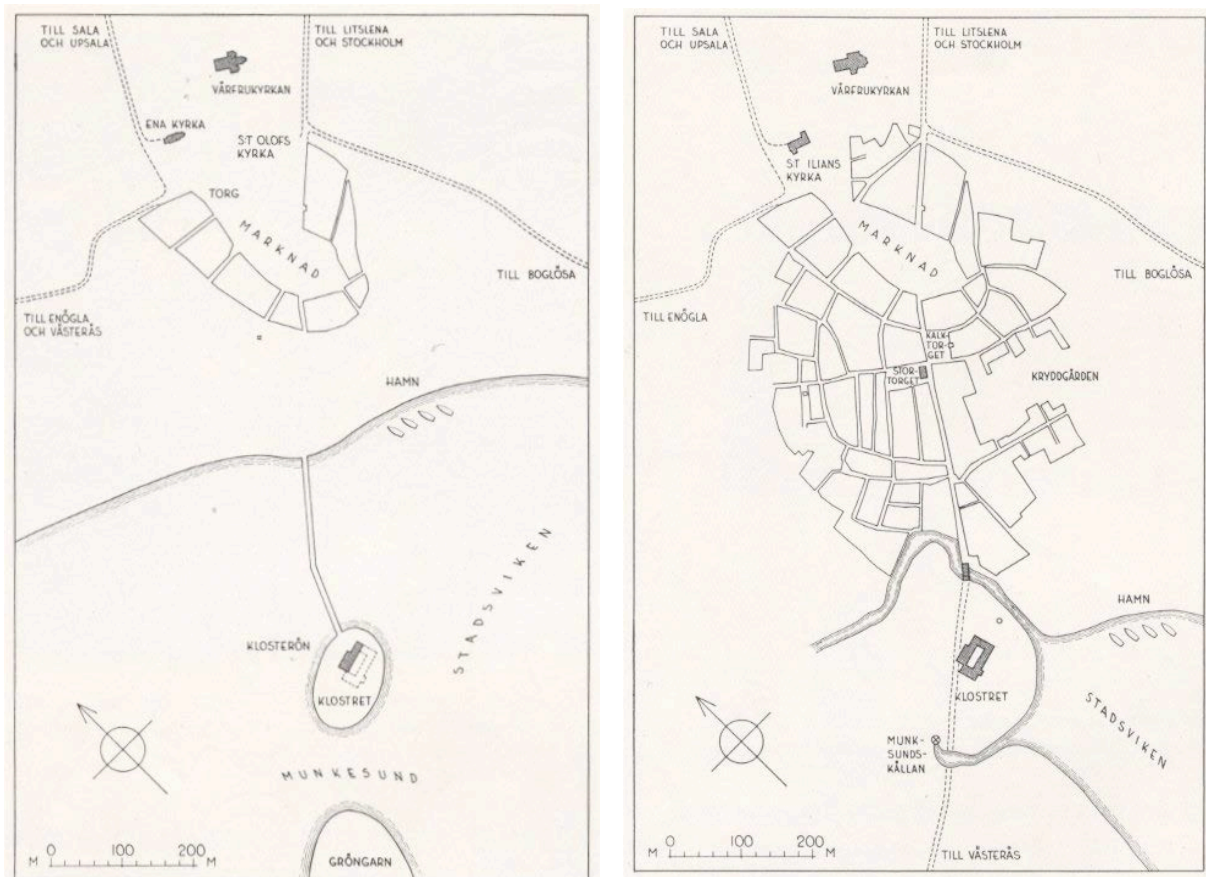 TILL SALA
OCH UPSALA
TILL LITSLENA
OCH STOCKHOLM
VÅRFRUKYRKAN
ENA KYRKA
S:T OLOFS
KYRKA
TORG
MARKNAD
TILL BOGLÖSA
TILL ENÖGLA
OCH VÄSTERÅS
HAMN
STADSVIKEN
KLOSTERÖN
KLOSTRET
MUNKESUND
M 0 100 200 M
GRÖNGARN
TILL SALA
OCH UPSALA
TILL LITSLENA
OCH STOCKHOLM
VÅRFRUKYRKAN
S:T ILIANS
KYRKA
MARKNAD
TILL BOGLÖSA
TILL ENÖGLA
KALK-
TOR-
GET
STOR-
TORGET
KRYDDGÅRDEN
HAMN
KLOSTRET
STADSVIKEN
MUNK-
SUNDS-
KÄLLAN
M 0 100 200 M
TILL VÄSTERÅS